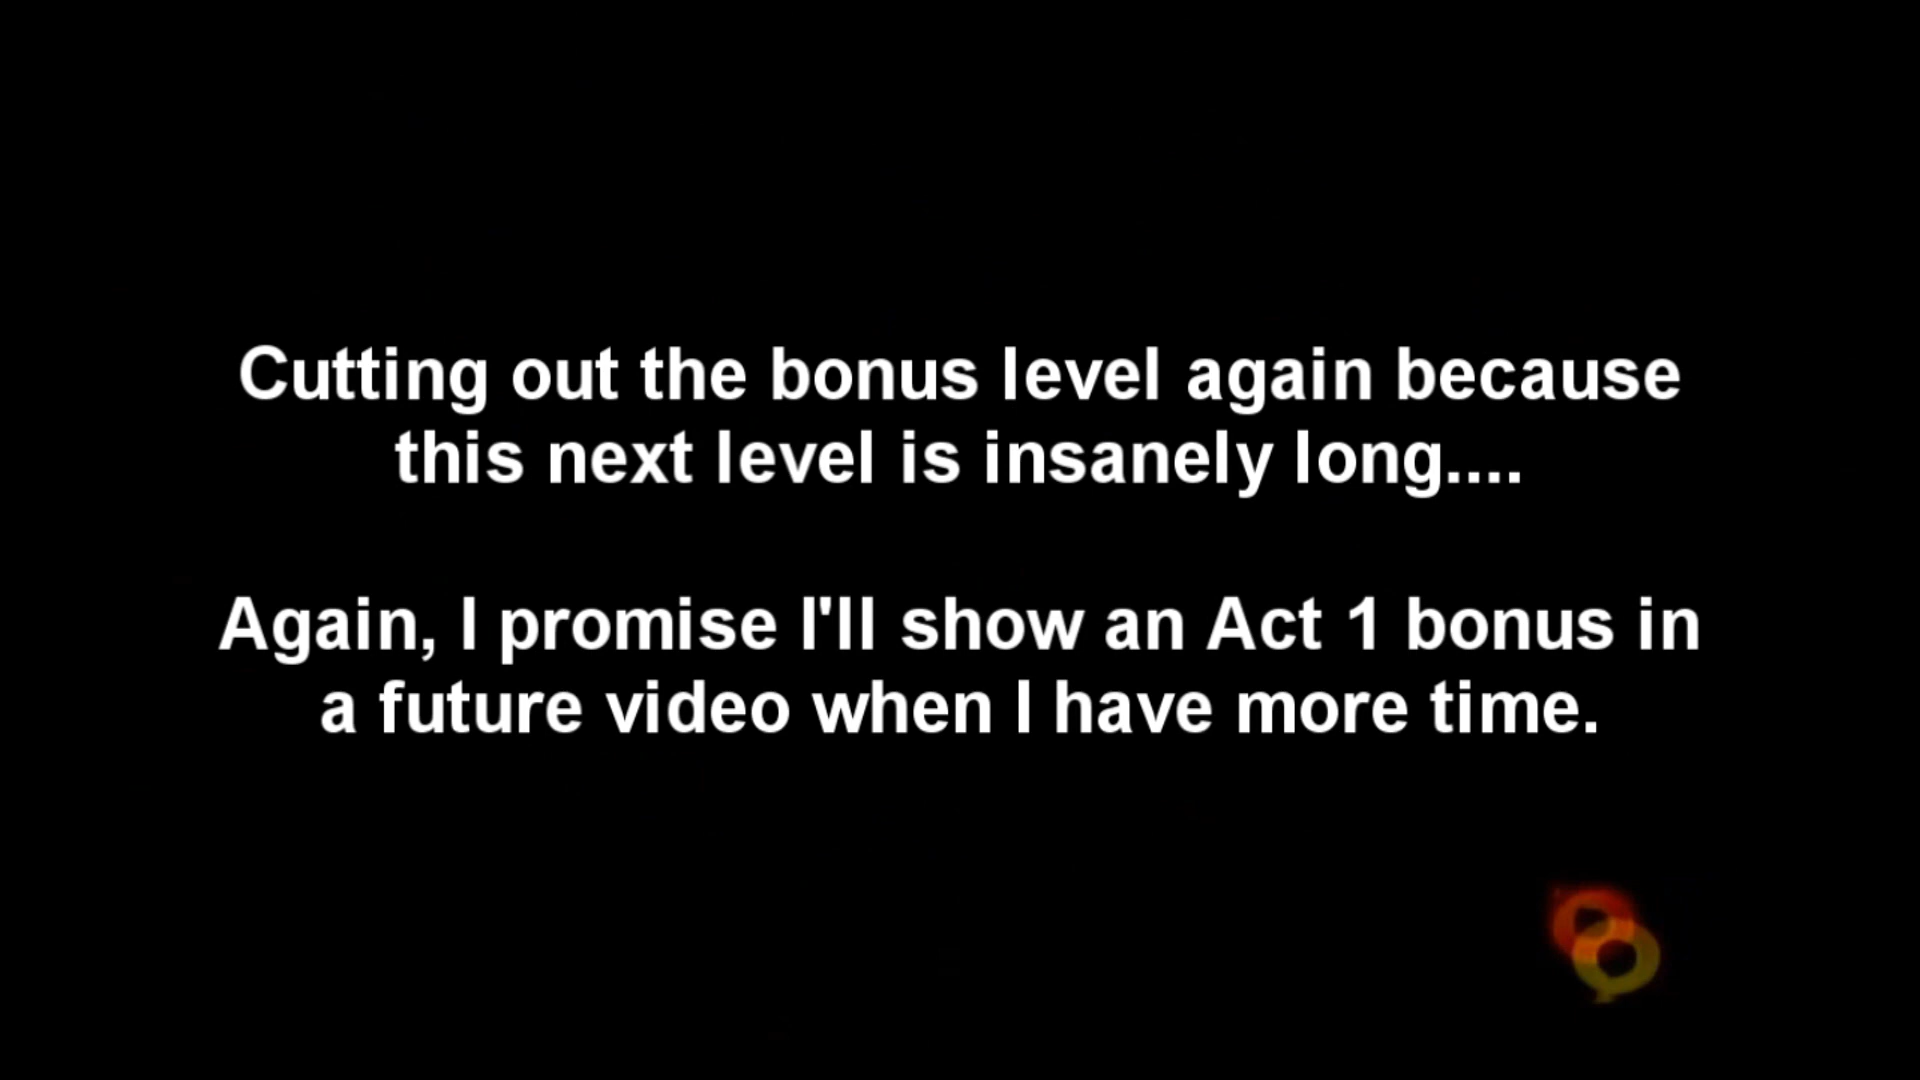 Cutting out the bonus level again because
this next level is insanely long....
Again, I promise I'll show an Act 1 bonus in
a future video when I have more time.